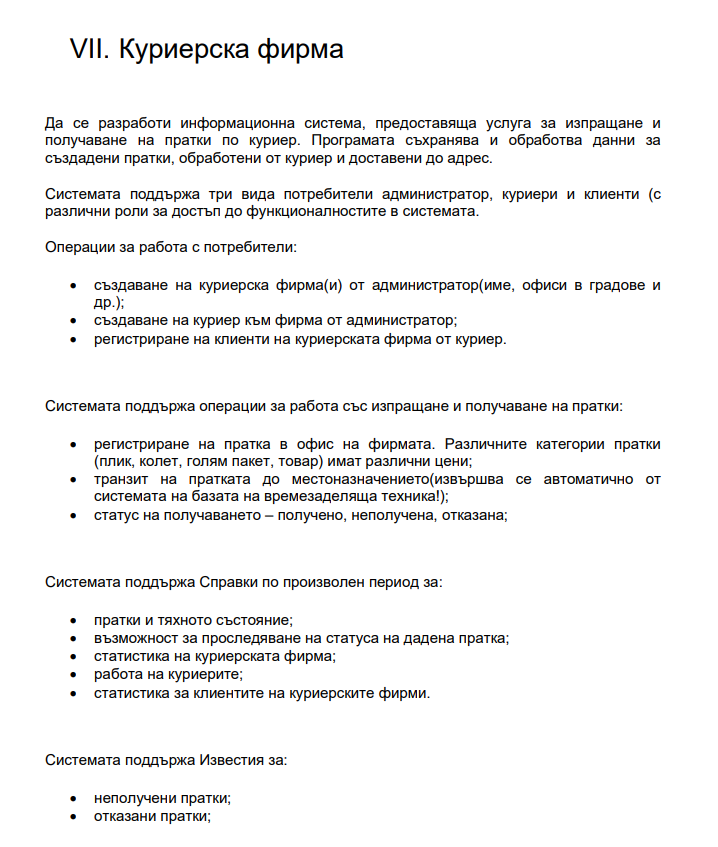 VII. Куриерска фирма
Да се разработи информационна система, предоставяща услуга за изпращане и
получаване на пратки по куриер. Програмата съхранява и обработва данни за
създадени пратки, обработени от куриер и доставени до адрес.
Системата поддържа три вида потребители администратор, куриери и клиенти (с
различни роли за достъп до функционалностите в системата.
Операции за работа с потребители:
• създаване на куриерска фирма(и) от администратор(име, офиси в градове и
др.);
• създаване на куриер към фирма от администратор;
• регистриране на клиенти на куриерската фирма от куриер.
Системата поддържа операции за работа със изпращане и получаване на пратки:
• регистриране на пратка в офис на фирмата. Различните категории пратки
(плик, колет, голям пакет, товар) имат различни цени;
• транзит на пратката до местоназначението(извършва се автоматично от
системата на базата на времезаделяща техника!);
• статус на получаването – получено, неполучена, отказана;
Системата поддържа Справки по произволен период за:
• пратки и тяхното състояние;
• възможност за проследяване на статуса на дадена пратка;
• статистика на куриерската фирма;
• работа на куриерите;
• статистика за клиентите на куриерските фирми.
Системата поддържа Известия за:
• неполучени пратки;
• отказани пратки;